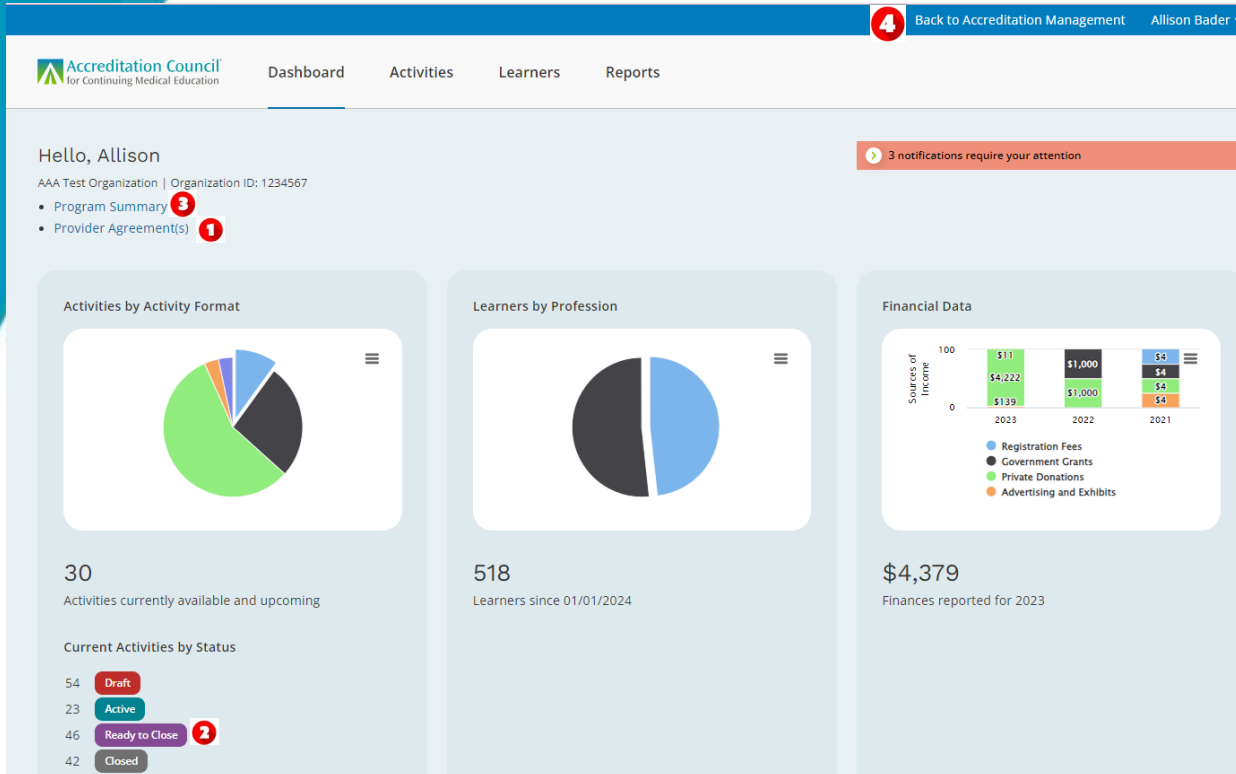 4 Back to Accreditation Management Allison Bader
Accreditation Council
for Continuing Medical Education
Dashboard Activities Learners Reports
Hello, Allison
3 notifications require your attention
AAA Test Organization | Organization ID: 1234567
• Program Summary 3
• Provider Agreement(s) 1
Activities by Activity Format
Learners by Profession
Financial Data
Sources of
Income
100
0
$11
$4,222
$139
$1,000
$1,000
$4
$4
$4
$4
2023 2022 2021
Registration Fees
Government Grants
Private Donations
Advertising and Exhibits
30
Activities currently available and upcoming
518
Learners since 01/01/2024
$4,379
Finances reported for 2023
Current Activities by Status
54 Draft
23 Active
46 Ready to Close 2
42 Closed